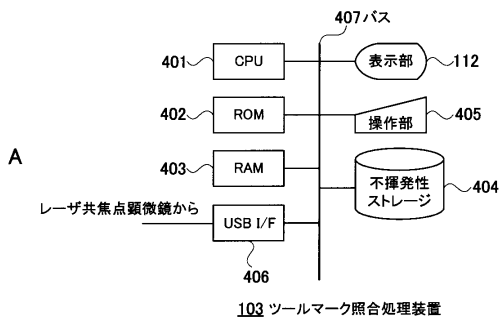 407バス
401
CPU
表示部
112
402
ROM
操作部
405
A
403
RAM
不揮発性
ストレージ
404
レーザ共焦点顕微鏡から
USB I/F
406
103 ツールマーク照合処理装置